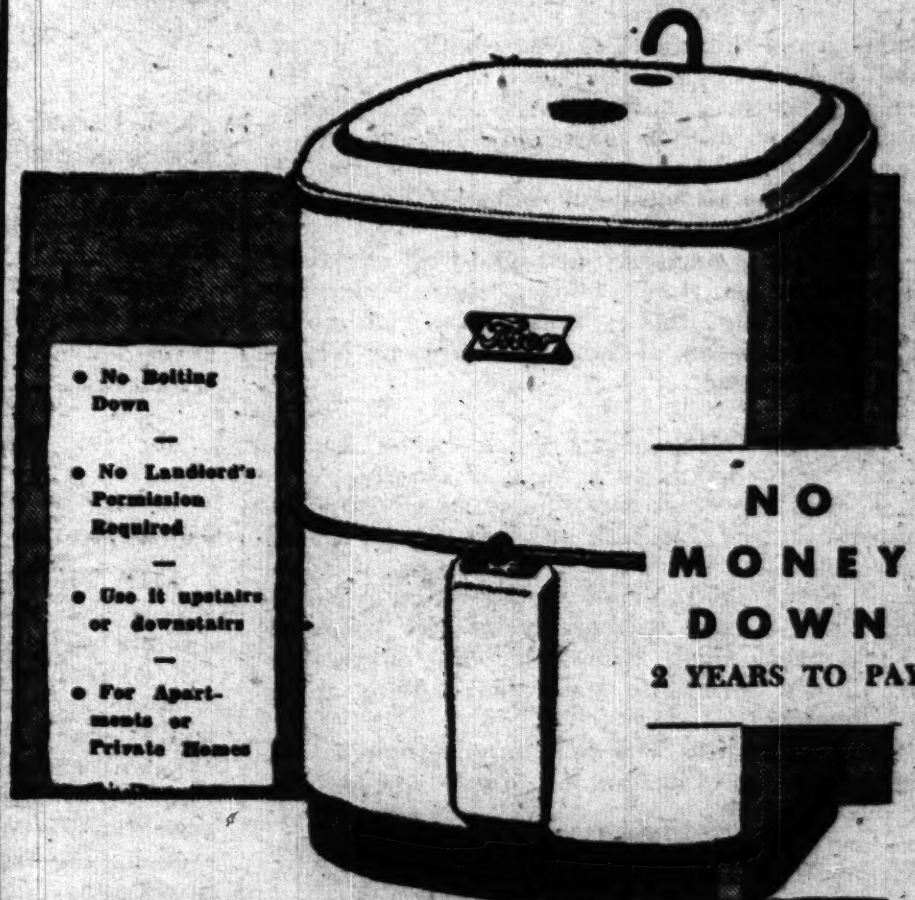 ● No Bolting
Down
—
● No Landlord's
Permission
Required
—
● Use it upstairs
or downstairs
—
● For Apart-
ments or
Private Homes
NO
MONEY
DOWN
2 YEARS TO PAY